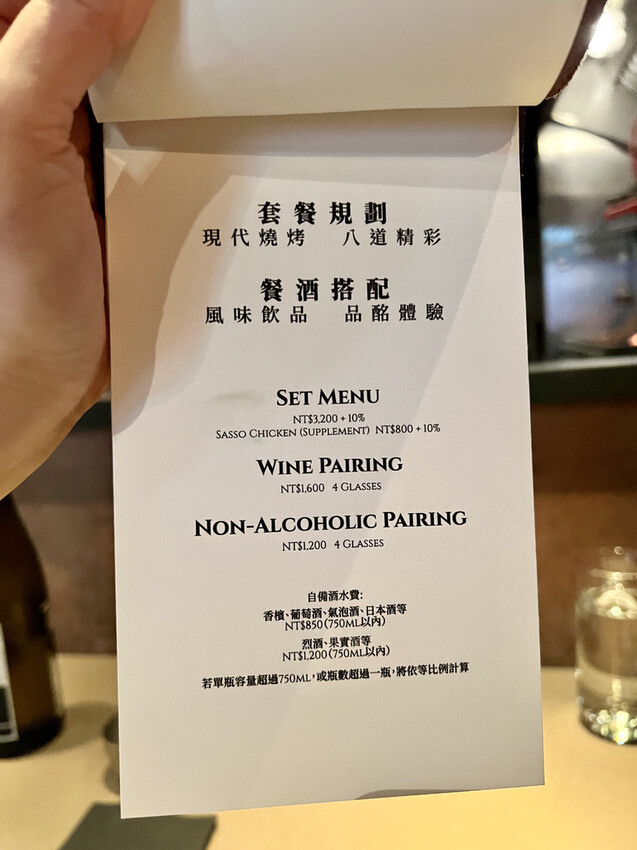 套餐規劃
現代燒烤 八道精彩
餐酒搭配
風味飲品 品酩體驗
SET MENU
NT$3,200 + 10%
SASSO CHICKEN (SUPPLEMENT) NT$800 + 10%
WINE PAIRING
NT$1,600 4 GLASSES
NON-ALCOHOLIC PAIRING
NT$1,200 4 GLASSES
自備酒水費:
香檳、葡萄酒、氣泡酒、日本酒等
NT$850(750ML以內)
烈酒、果實酒等
NT$1,200(750ML以內)
若單瓶容量超過750ML,或瓶數超過一瓶,將依等比例計算